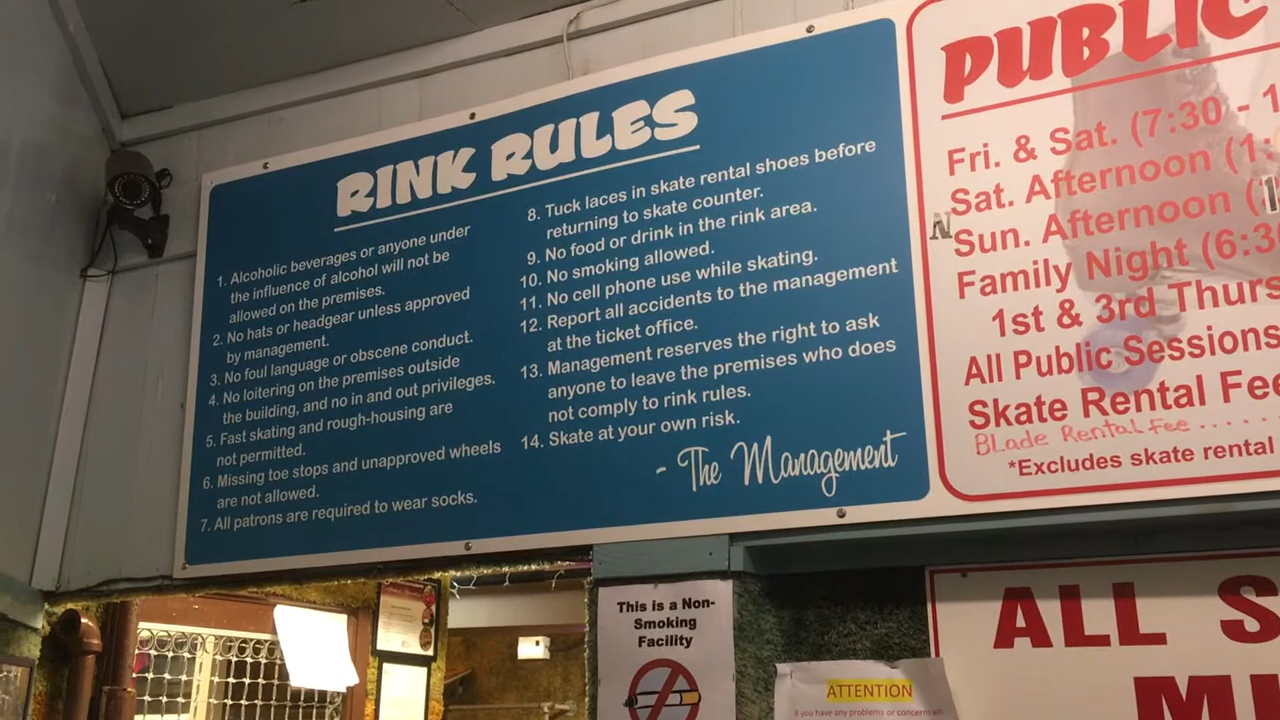 RINK RULES
1. Alcoholic beverages or anyone under
the influence of alcohol will not be
allowed on the premises.
2. No hats or headgear unless approved
by management.
3. No foul language or obscene conduct.
4. No loitering on the premises outside
the building, and no in and out privileges.
5. Fast skating and rough-housing are
not permitted.
6. Missing toe stops and unapproved wheels
are not allowed.
7. All patrons are required to wear socks.
8. Tuck laces in skate rental shoes before
returning to skate counter.
9. No food or drink in the rink area.
10. No smoking allowed.
11. No cell phone use while skating.
12. Report all accidents to the management
at the ticket office.
13. Management reserves the right to ask
anyone to leave the premises who does
not comply to rink rules.
14. Skate at your own risk.
- The Management
PUBLIC
Fri. & Sat. (7:30 - 1
Sat. Afternoon (1:
N
Sun. Afternoon (1
Family Night (6:3
1st & 3rd Thurs
All Public Sessions
Skate Rental Fee
Blade Rental Fee . . . . .
*Excludes skate rental
This is a Non-
Smoking
Facility
ATTENTION
If you have any problems or concerns
ALL S